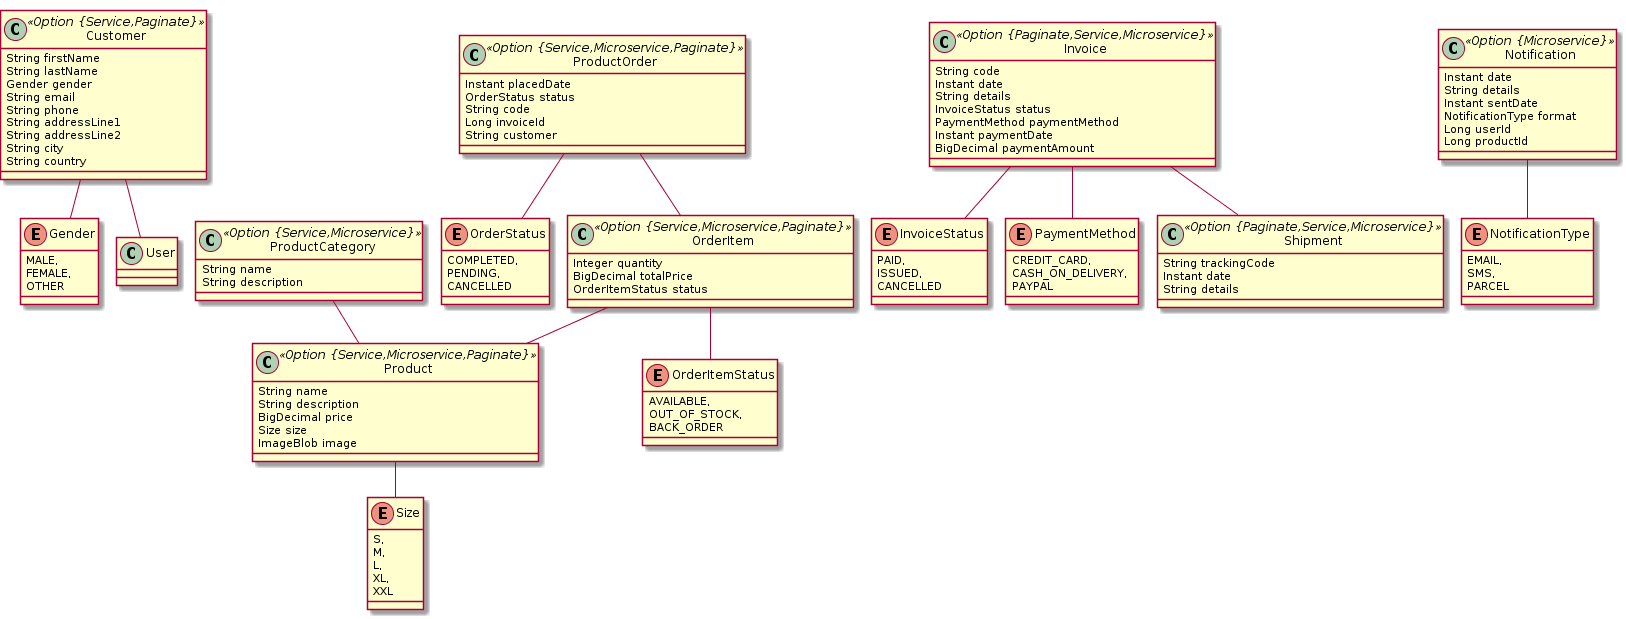 C
«Option {Service,Paginate}»
Customer
String firstName
String lastName
Gender gender
String email
String phone
String addressLine1
String addressLine2
String city
String country
C
«Option {Service,Microservice,Paginate}»
ProductOrder
Instant placedDate
OrderStatus status
String code
Long invoiceId
String customer
C
«Option {Paginate,Service,Microservice}»
Invoice
String code
Instant date
String details
InvoiceStatus status
PaymentMethod paymentMethod
Instant paymentDate
BigDecimal paymentAmount
C
«Option {Microservice}»
Notification
Instant date
String details
Instant sentDate
NotificationType format
Long userId
Long productId
E Gender
MALE,
FEMALE,
OTHER
C User
C
«Option {Service,Microservice}»
ProductCategory
String name
String description
E OrderStatus
COMPLETED,
PENDING,
CANCELLED
C
«Option {Service,Microservice,Paginate}»
OrderItem
Integer quantity
BigDecimal totalPrice
OrderItemStatus status
E InvoiceStatus
PAID,
ISSUED,
CANCELLED
E PaymentMethod
CREDIT_CARD,
CASH_ON_DELIVERY,
PAYPAL
C
«Option {Paginate,Service,Microservice}»
Shipment
String trackingCode
Instant date
String details
E NotificationType
EMAIL,
SMS,
PARCEL
C
«Option {Service,Microservice,Paginate}»
Product
String name
String description
BigDecimal price
Size size
ImageBlob image
E OrderItemStatus
AVAILABLE,
OUT_OF_STOCK,
BACK_ORDER
E Size
S,
M,
L,
XL,
XXL